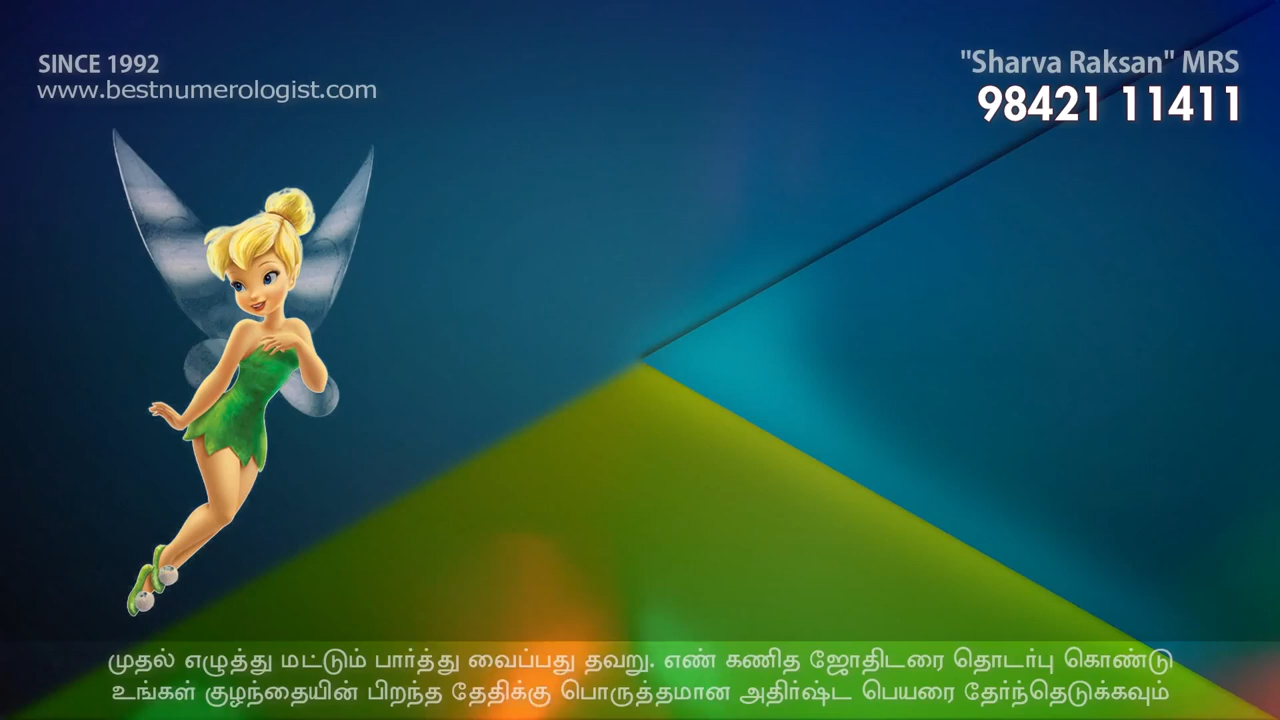 SINCE 1992
www.bestnumerologist.com
"Sharva Raksan" MRS
98421 11411
முதல் எழுத்து மட்டும் பார்த்து வைப்பது தவறு. எண் கணித ஜோதிடரை தொடர்பு கொண்டு
உங்கள் குழந்தையின் பிறந்த தேதிக்கு பொருத்தமான அதிர்ஷ்ட பெயரை தேர்ந்தெடுக்கவும்